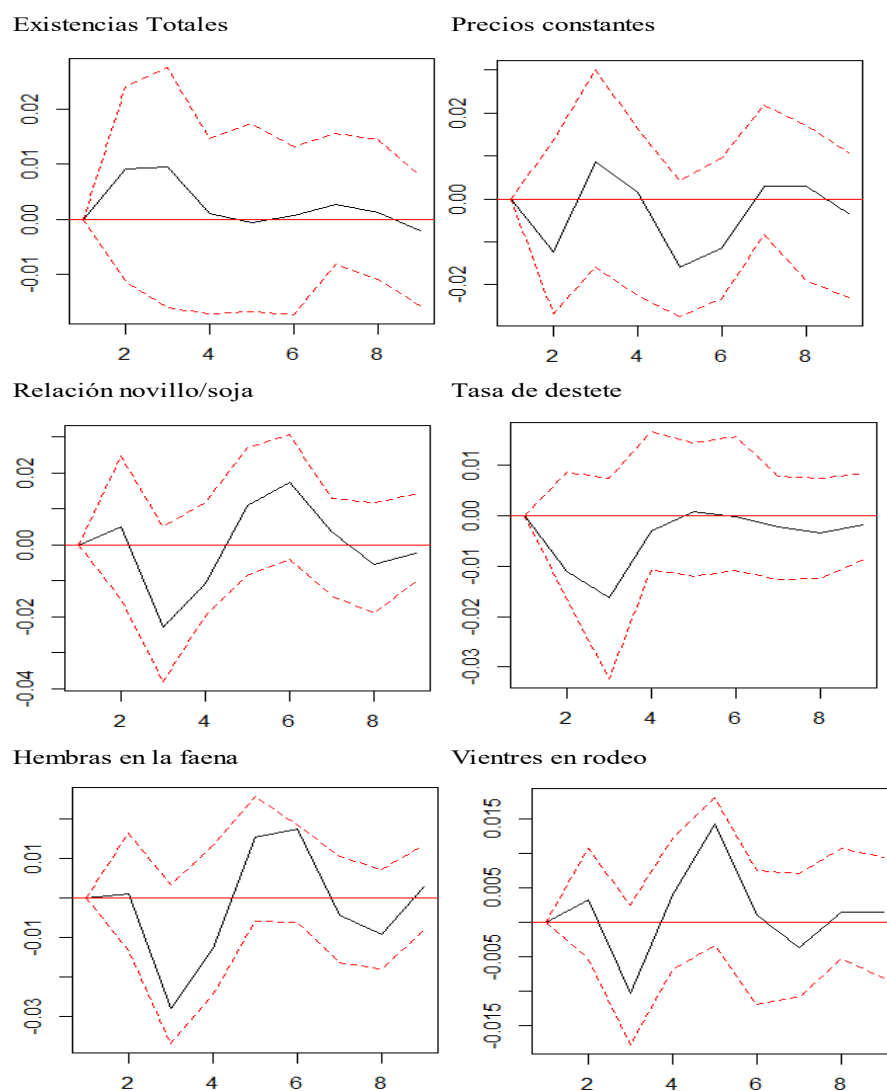 Existencias Totales
Precios constantes
0.02
0.01
0.00
-0.01
2 4 6 8
0.02
0.00
-0.02
2 4 6 8
Relación novillo/soja
Tasa de destete
0.02
0.00
-0.02
-0.04
2 4 6 8
0.01
0.00
-0.01
-0.02
-0.03
2 4 6 8
Hembras en la faena
Vientres en rodeo
0.01
-0.01
-0.03
2 4 6 8
0.015
0.005
-0.005
-0.015
2 4 6 8